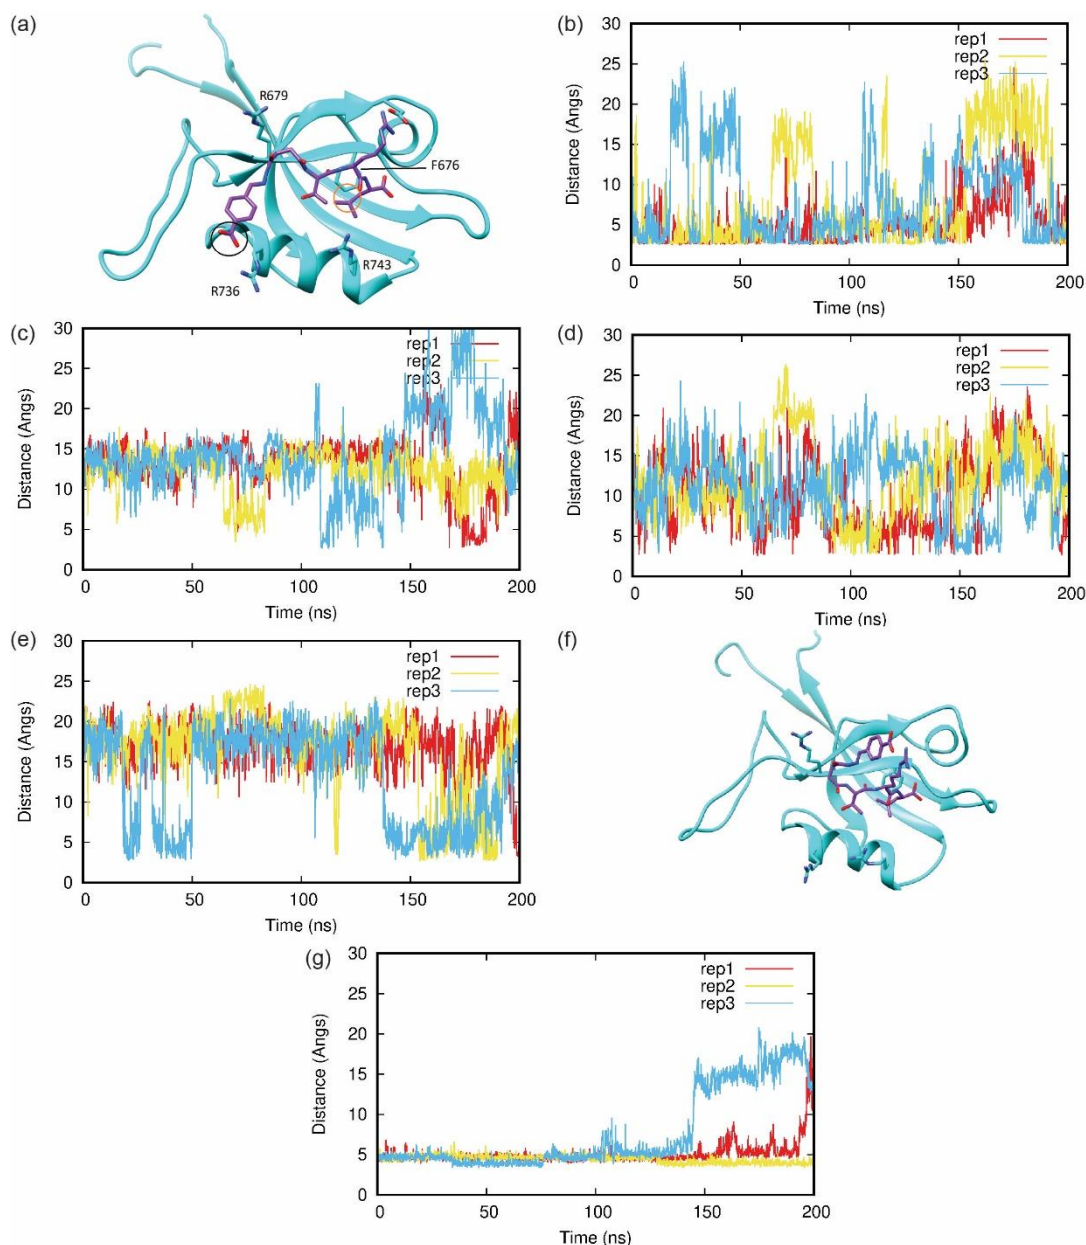 (a)
R679
F676
R743
R736
(b)
30
25
20
15
10
5
0
Distance (Angs)
rep1
rep2
rep3
0 50 100 150 200
Time (ns)
(c)
30
25
20
15
10
5
0
Distance (Angs)
rep1
rep2
rep3
0 50 100 150 200
Time (ns)
(d)
30
25
20
15
10
5
0
Distance (Angs)
rep1
rep2
rep3
0 50 100 150 200
Time (ns)
(e)
30
25
20
15
10
5
0
Distance (Angs)
rep1
rep2
rep3
0 50 100 150 200
Time (ns)
(f)
(g)
30
25
20
15
10
5
0
Distance (Angs)
rep1
rep2
rep3
0 50 100 150 200
Time (ns)